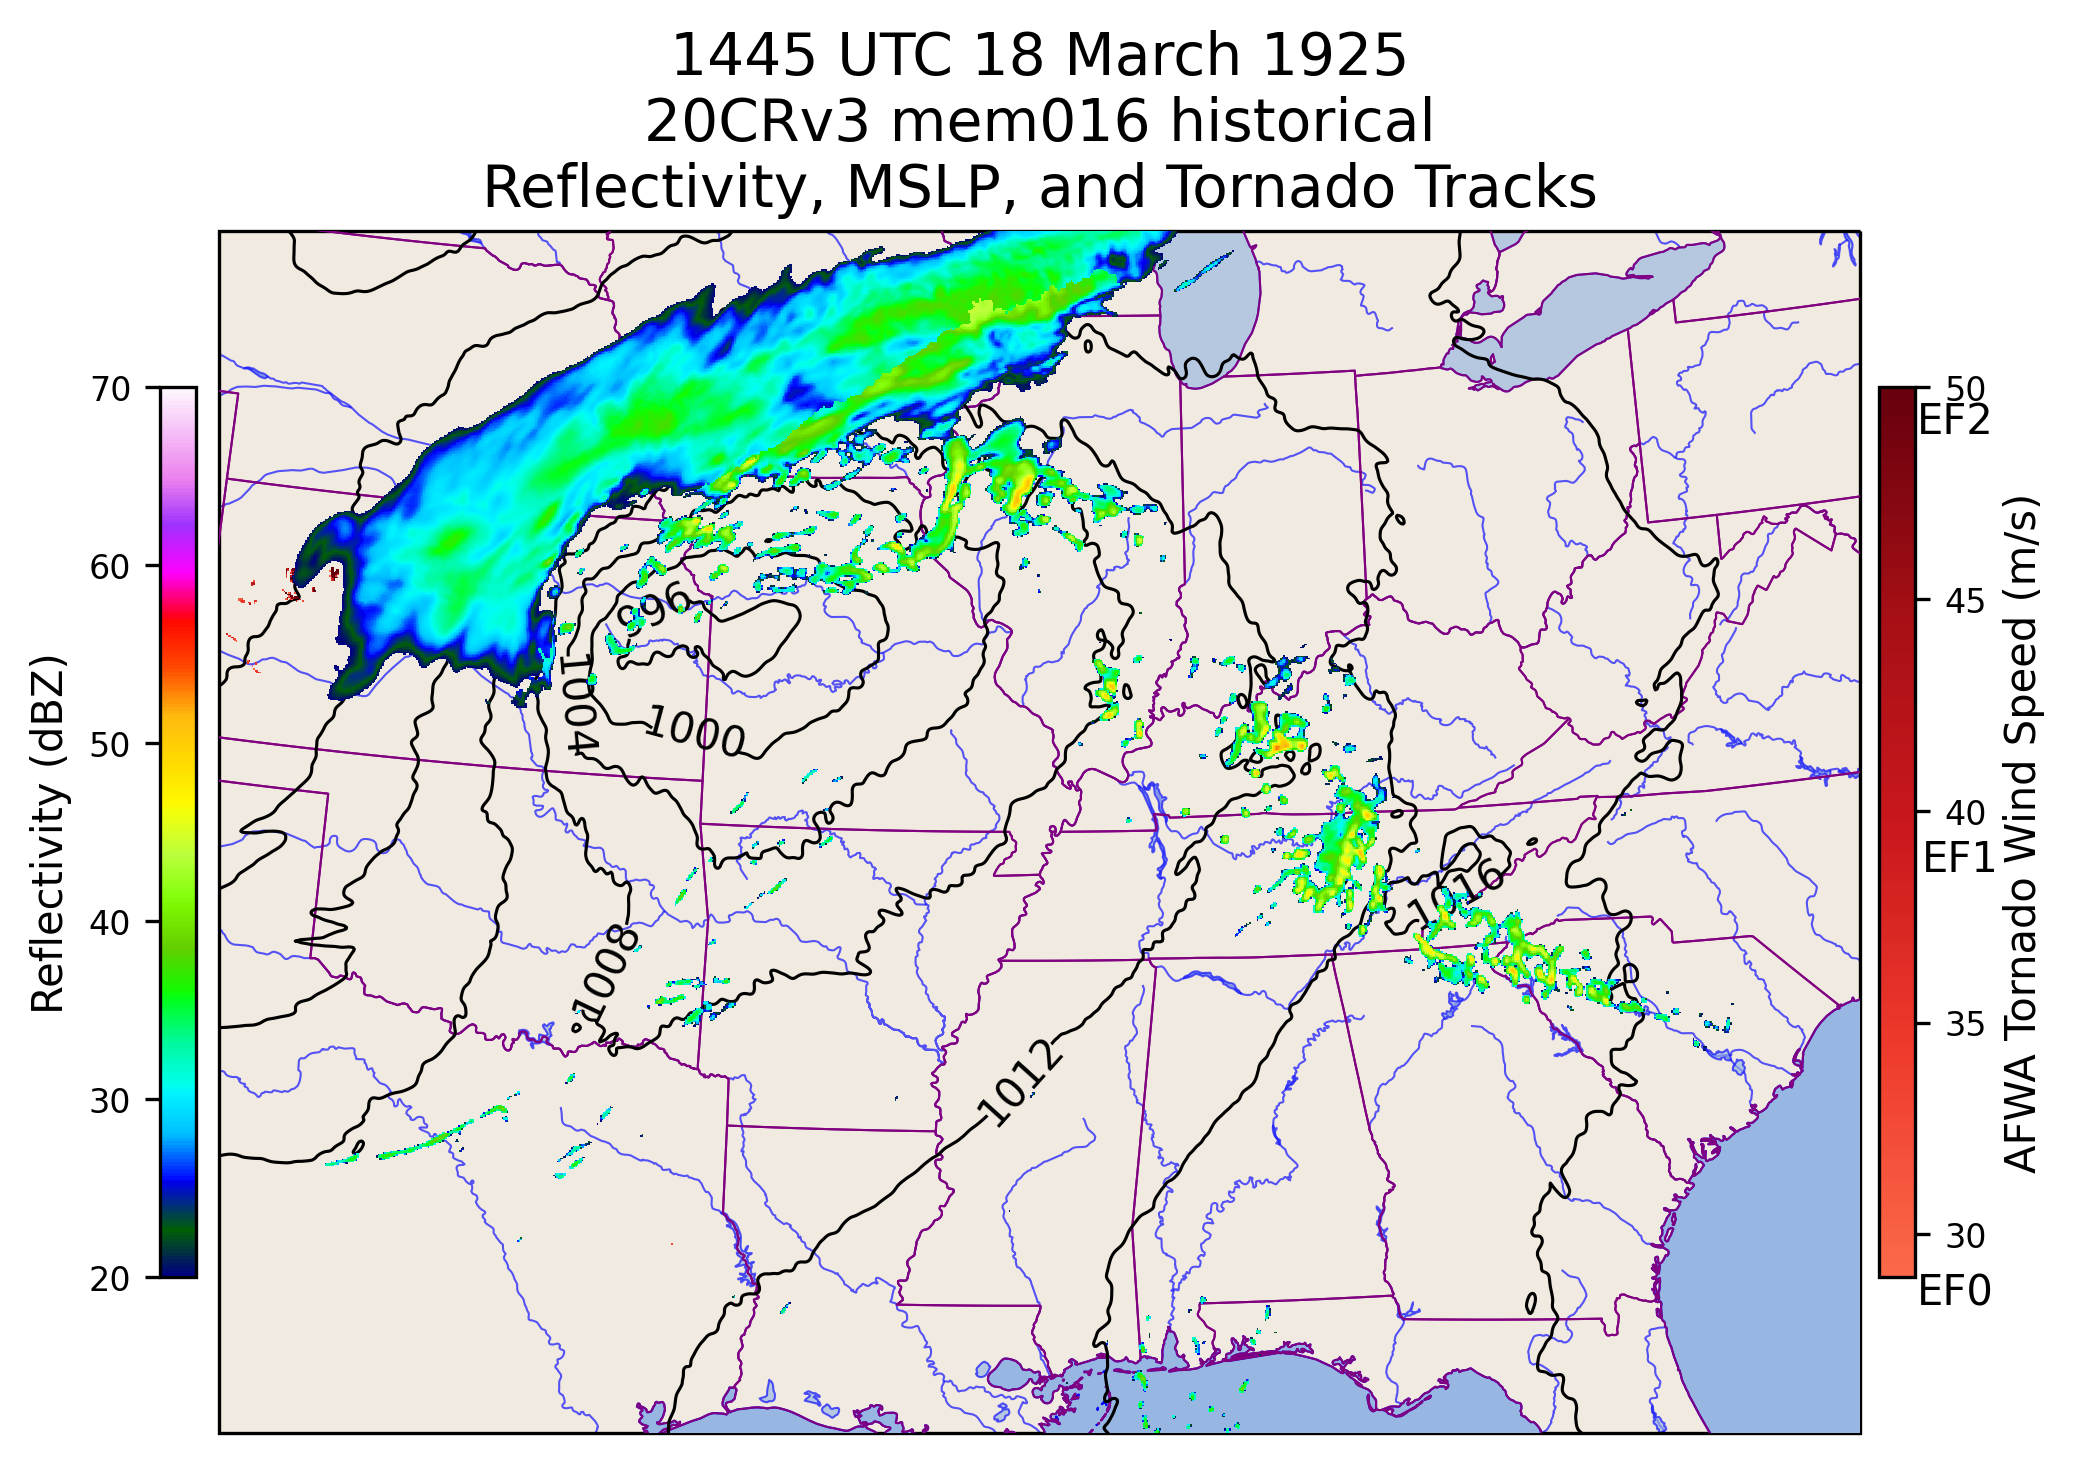 1445 UTC 18 March 1925
20CRv3 mem016 historical
Reflectivity, MSLP, and Tornado Tracks
70
60
50
40
30
20
Reflectivity (dBZ)
996
1004
1000
1008
1012
1016
50
EF2
45
40
EF1
35
30
EF0
AFWA Tornado Wind Speed (m/s)